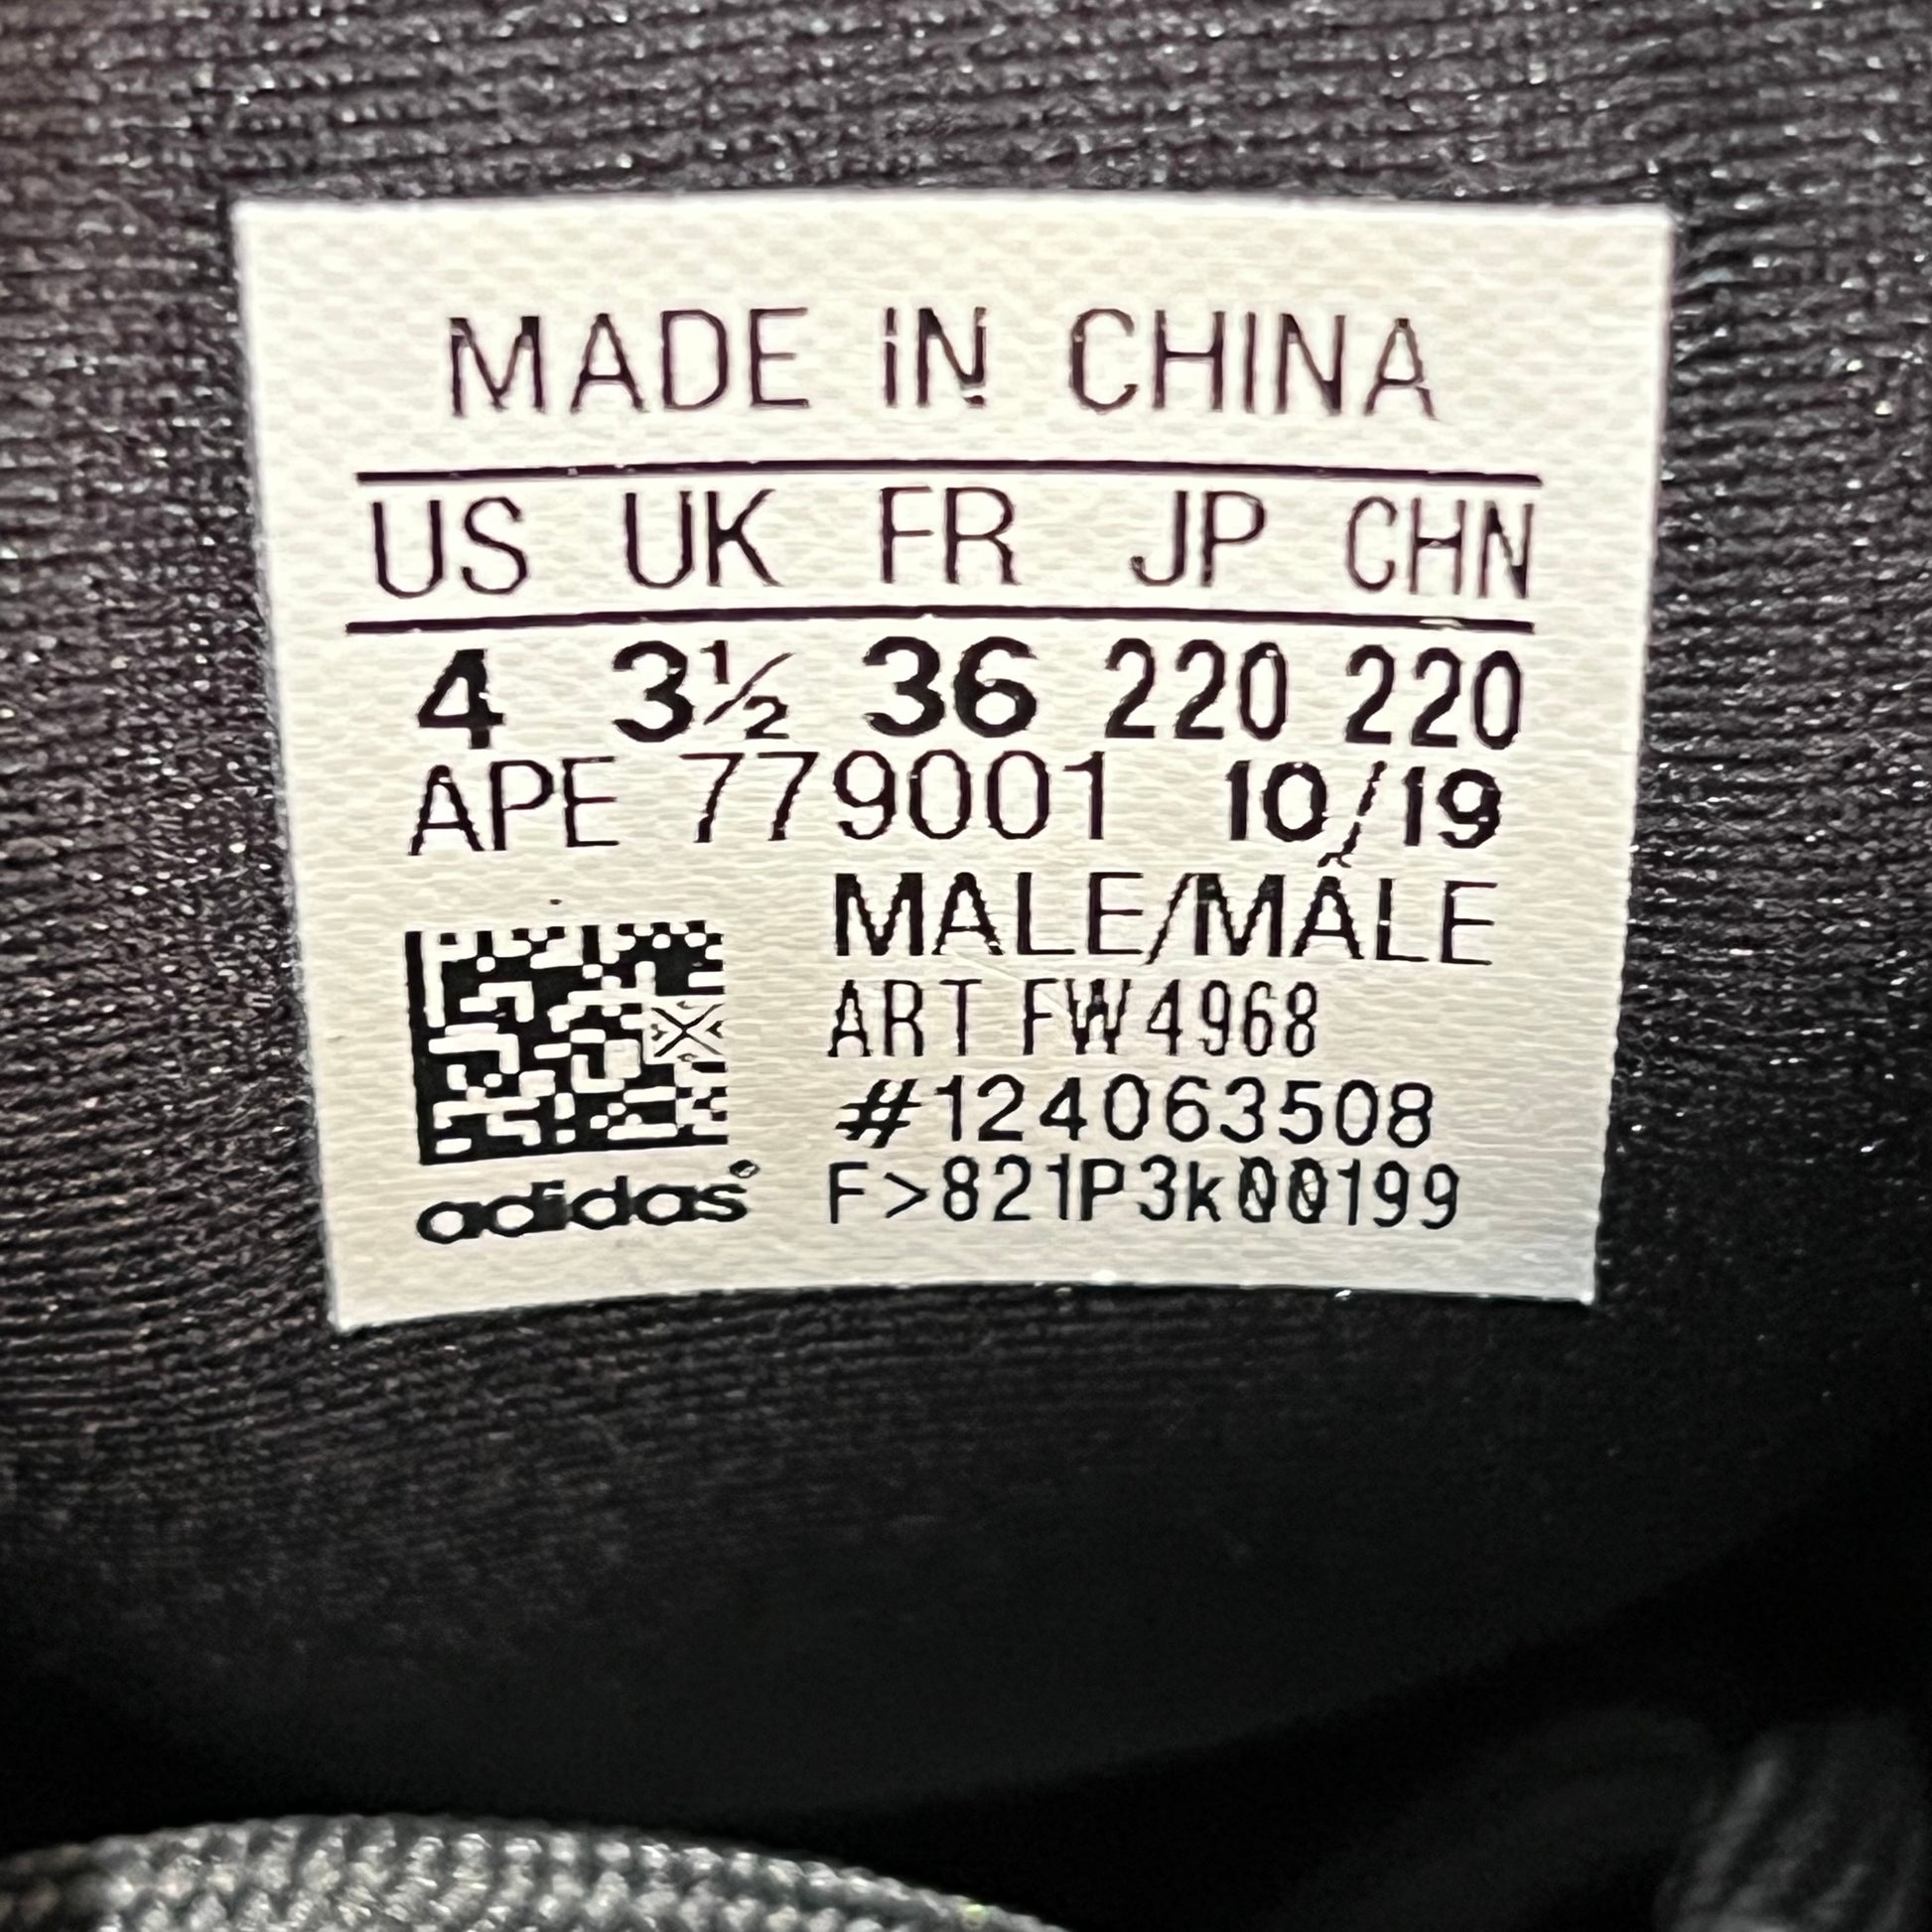 MADE iN CHINA
US UK FR JP CHN
4 3½ 36 220 220
APE 779001 10/19
MALE/MÂLE
ART FW4968
#124063508
adidas® F>821P3k00199